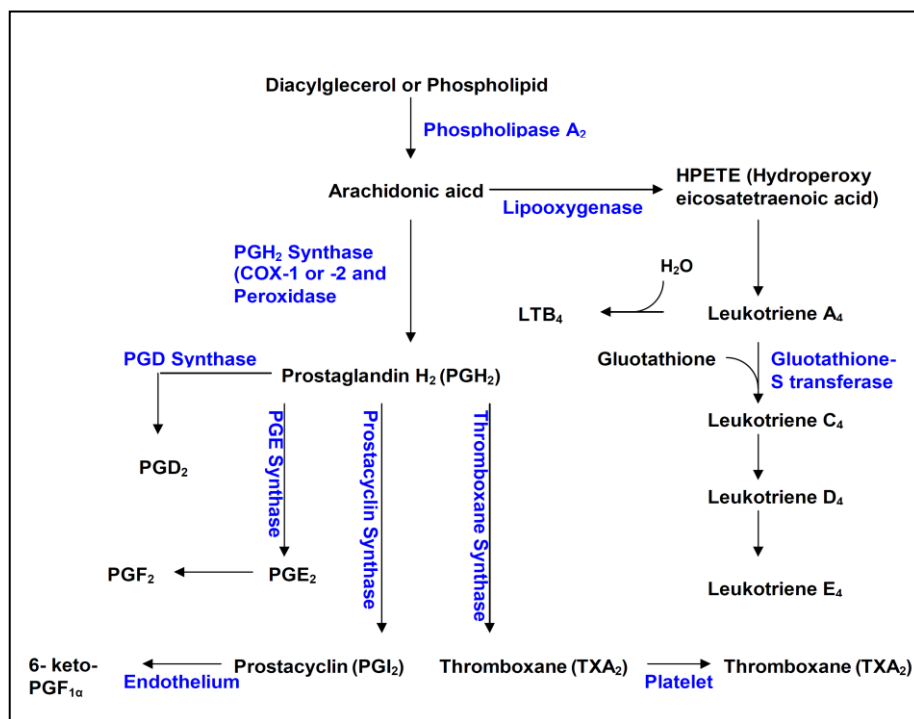 Diacylglecerol or Phospholipid
Phospholipase A₂
Arachidonic aicd
Lipooxygenase
HPETE (Hydroperoxy
eicosatetraenoic acid)
PGH₂ Synthase
(COX-1 or -2 and
Peroxidase
H₂O
LTB₄
Leukotriene A₄
PGD Synthase
Prostaglandin H₂ (PGH₂)
Gluotathione
Gluotathione-
S transferase
Leukotriene C₄
PGD₂
PGE Synthase
Prostacyclin Synthase
Thromboxane Synthase
Leukotriene D₄
PGF₂
PGE₂
Leukotriene E₄
6- keto-
PGF₁α
Endothelium
Prostacyclin (PGI₂)
Thromboxane (TXA₂)
Platelet
Thromboxane (TXA₂)